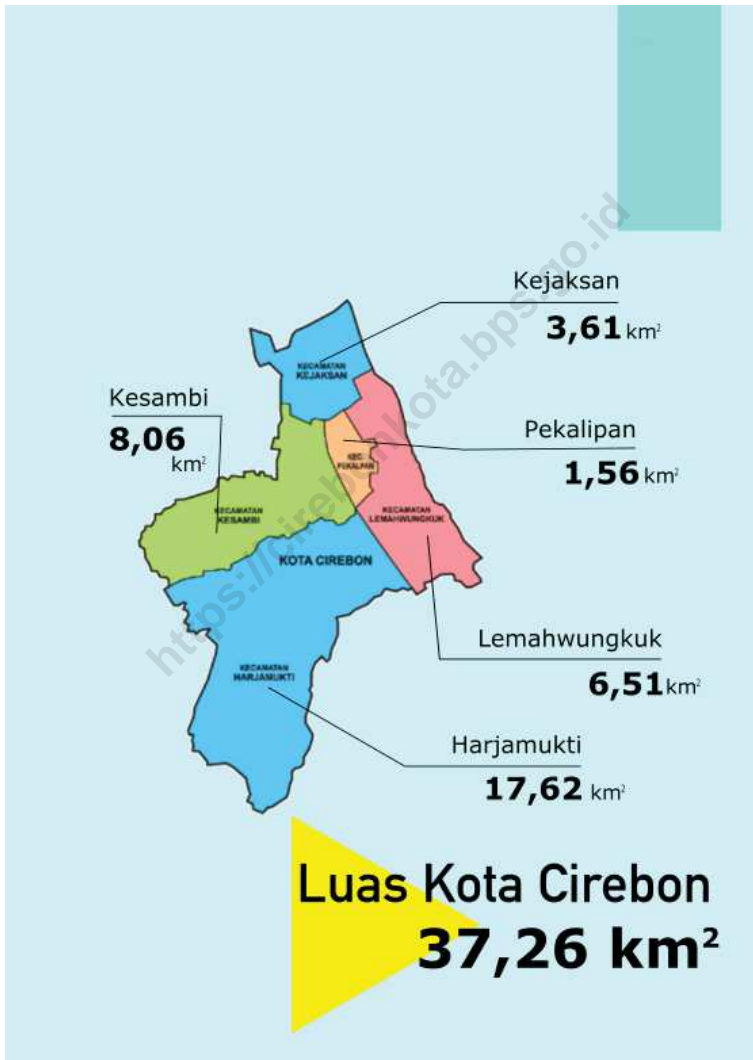 Kejaksan
3,61 km²
KECAMATAN
KEJAKSAN
Kesambi
8,06
km²
Pekalipan
1,56 km²
KEC.
PEKALPAN
KECAMATAN
KESAMBI
KECAMATAN
LEMAHWUNGKUK
KOTA CIREBON
Lemahwungkuk
6,51 km²
KECAMATAN
HARJAMUKTI
Harjamukti
17,62 km²
Luas Kota Cirebon
37,26 km²
https://cirebonkota.bps.go.id